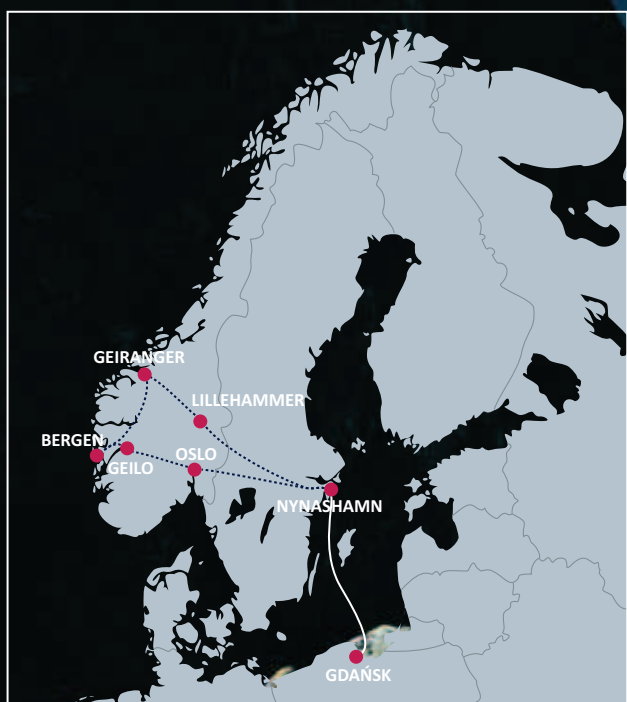 GEIRANGER
LILLEHAMMER
BERGEN
OSLO
GEILO
NYNASHAMN
GDAŃSK